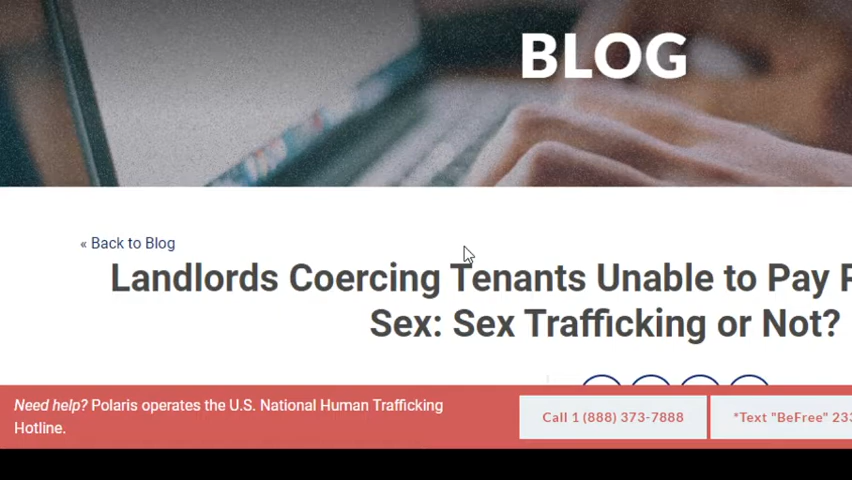 BLOG
« Back to Blog
Landlords Coercing Tenants Unable to Pay
Sex: Sex Trafficking or Not?
Need help? Polaris operates the U.S. National Human Trafficking
Hotline.
Call 1 (888) 373-7888
*Text "BeFree" 233